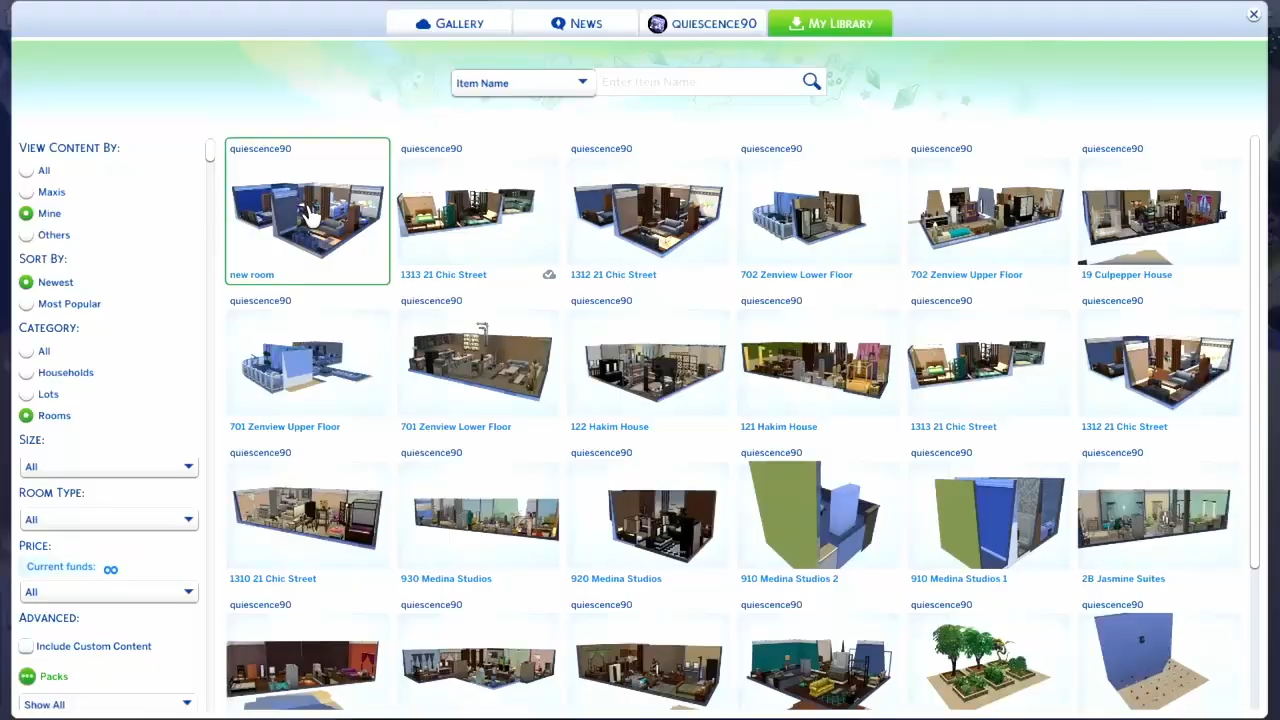 GALLERY
NEWS
QUIESCENCE90
MY LIBRARY
Item Name
Enter Item Name
VIEW CONTENT BY:
All
Maxis
Mine
Others
SORT BY:
Newest
Most Popular
CATEGORY:
All
Households
Lots
Rooms
SIZE:
All
ROOM TYPE:
All
PRICE:
Current funds: ∞
All
ADVANCED:
Include Custom Content
Packs
Show All
quiescence90 quiescence90 quiescence90 quiescence90 quiescence90 quiescence90
new room 1313 21 Chic Street 1312 21 Chic Street 702 Zenview Lower Floor 702 Zenview Upper Floor 19 Culpepper House
quiescence90 quiescence90 quiescence90 quiescence90 quiescence90 quiescence90
701 Zenview Upper Floor 701 Zenview Lower Floor 122 Hakim House 121 Hakim House 1313 21 Chic Street 1312 21 Chic Street
quiescence90 quiescence90 quiescence90 quiescence90 quiescence90 quiescence90
1310 21 Chic Street 930 Medina Studios 920 Medina Studios 910 Medina Studios 2 910 Medina Studios 1 2B Jasmine Suites
quiescence90 quiescence90 quiescence90 quiescence90 quiescence90 quiescence90